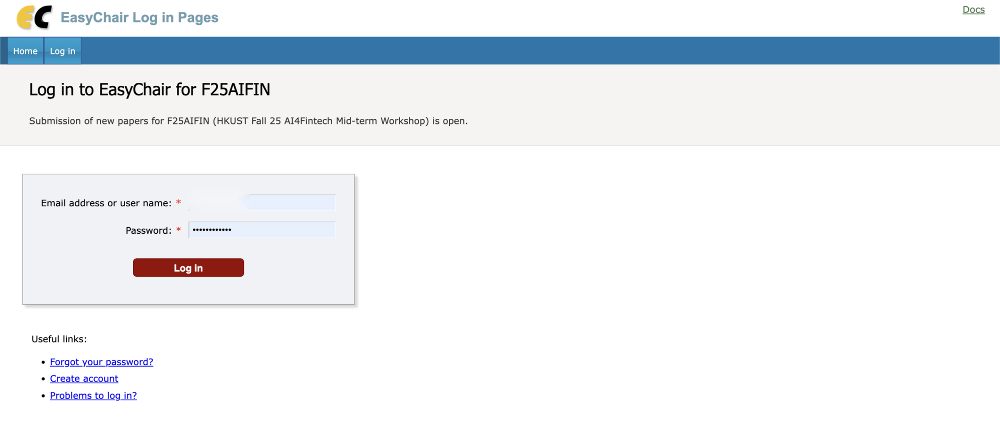 EC EasyChair Log in Pages
Docs
Home
Log in
Log in to EasyChair for F25AIFIN
Submission of new papers for F25AIFIN (HKUST Fall 25 AI4Fintech Mid-term Workshop) is open.
Email address or user name: *
Password: * ••••••••••••
Log in
Useful links:
• Forgot your password?
• Create account
• Problems to log in?